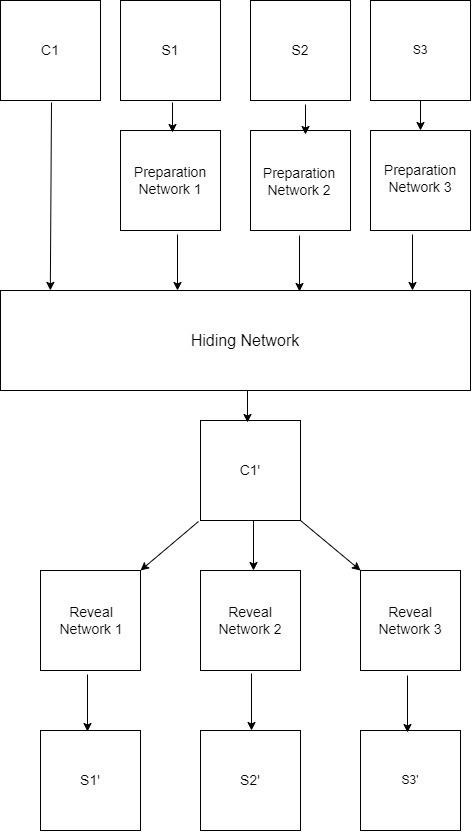 C1
S1
S2
S3
Preparation
Network 1
Preparation
Network 2
Preparation
Network 3
Hiding Network
C1'
Reveal
Network 1
Reveal
Network 2
Reveal
Network 3
S1'
S2'
S3'